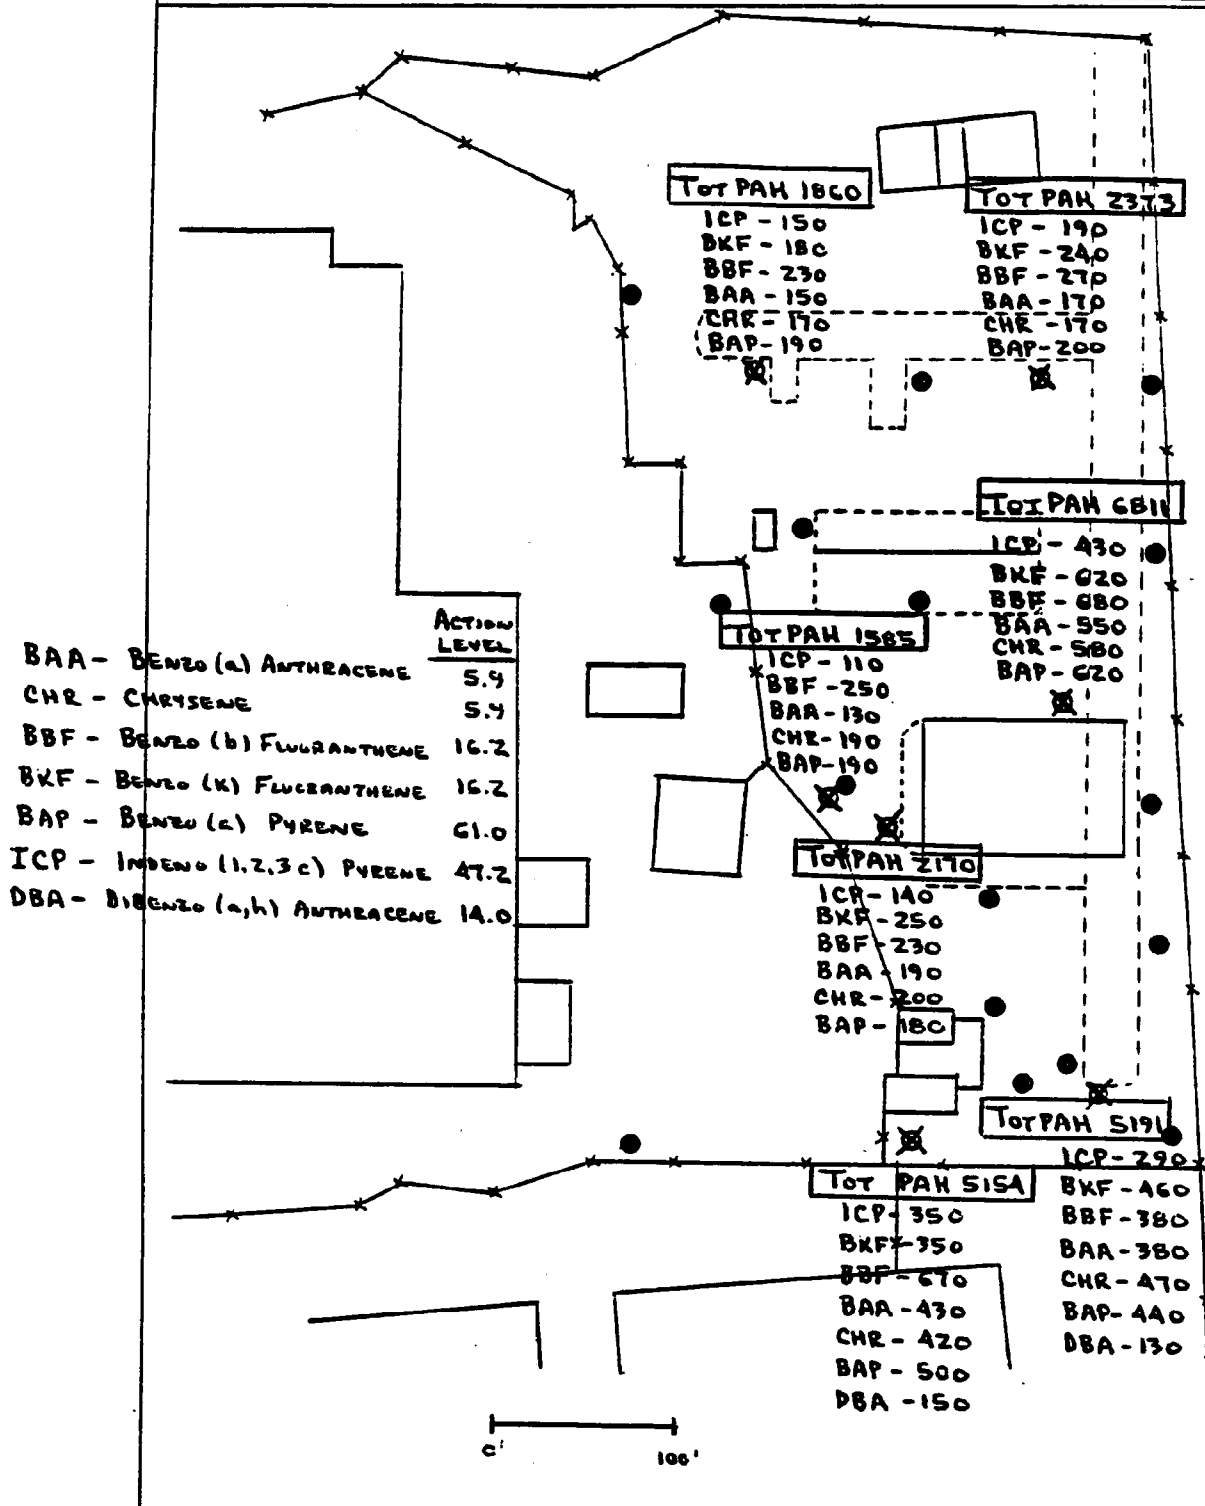 TOT PAH 1860
ICP - 150
BKF - 180
BBF - 230
BAA - 150
CHR - 170
BAP - 190
TOT PAH 2373
ICP - 190
BKF - 240
BBF - 270
BAA - 170
CHR - 170
BAP - 200
TOT PAH 6811
ICP - 430
BKF - 620
BBF - 680
BAA - 550
CHR - 580
BAP - 620
TOT PAH 1585
ICP - 110
BBF - 250
BAA - 130
CHR - 190
BAP - 190
ACTION
LEVEL
BAA - BENZO (a) ANTHRACENE 5.4
CHR - CHRYSENE 5.4
BBF - BENZO (b) FLUORANTHENE 16.2
BKF - BENZO (K) FLUORANTHENE 16.2
BAP - BENZO (a) PYRENE 61.0
ICP - INDENO (1,2,3 c) PYRENE 47.2
DBA - DIBENZO (a,h) ANTHRACENE 14.0
TOT PAH 2170
ICP - 140
BKF - 250
BBF - 230
BAA - 190
CHR - 200
BAP - 180
TOT PAH 5191
ICP - 290
BKF - 460
BBF - 380
BAA - 380
CHR - 470
BAP - 440
DBA - 130
TOT PAH 5154
ICP - 350
BKF - 350
BBF - 670
BAA - 430
CHR - 420
BAP - 500
DBA - 150
0' 100'